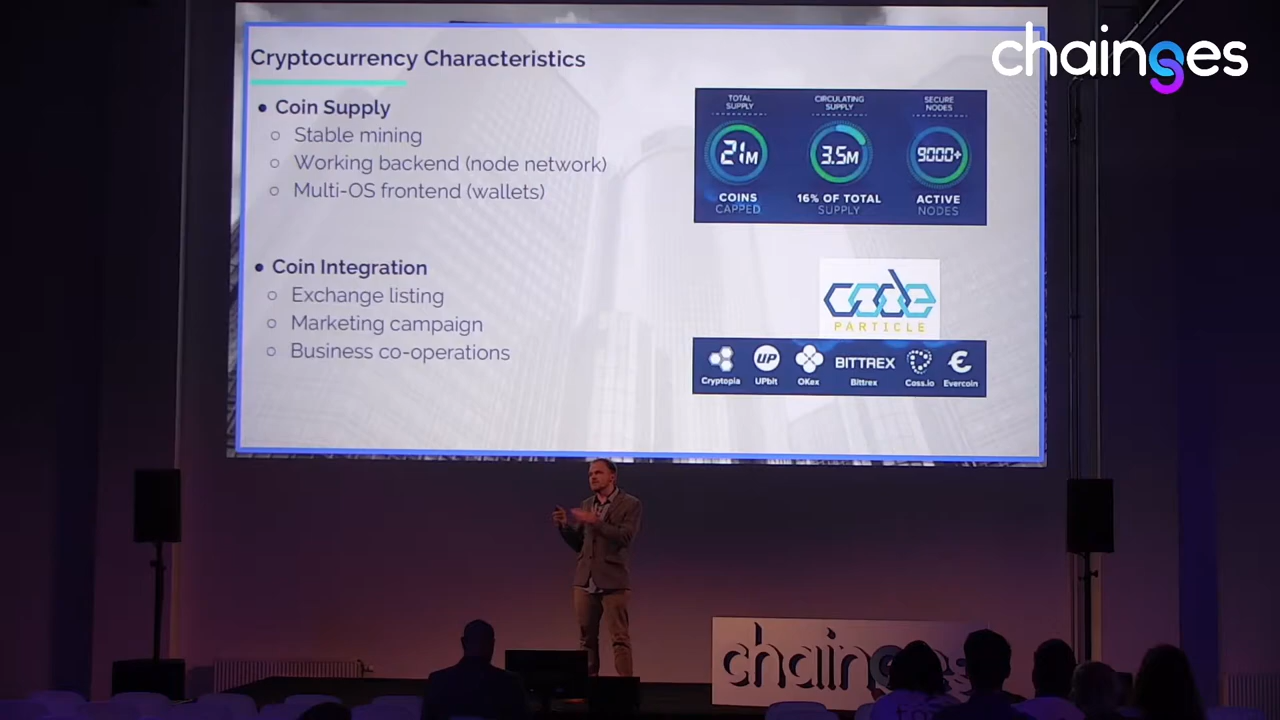 chainges
Cryptocurrency Characteristics
● Coin Supply
○ Stable mining
○ Working backend (node network)
○ Multi-OS frontend (wallets)
TOTAL SUPPLY
21M
COINS CAPPED
CIRCULATING SUPPLY
3.5M
16% OF TOTAL SUPPLY
SECURE NODES
9000+
ACTIVE NODES
● Coin Integration
○ Exchange listing
○ Marketing campaign
○ Business co-operations
code
PARTICLE
Cryptopia
UP
UPbit
OKex
BITTREX
Bittrex
Coss.io
Evercoin
chainges